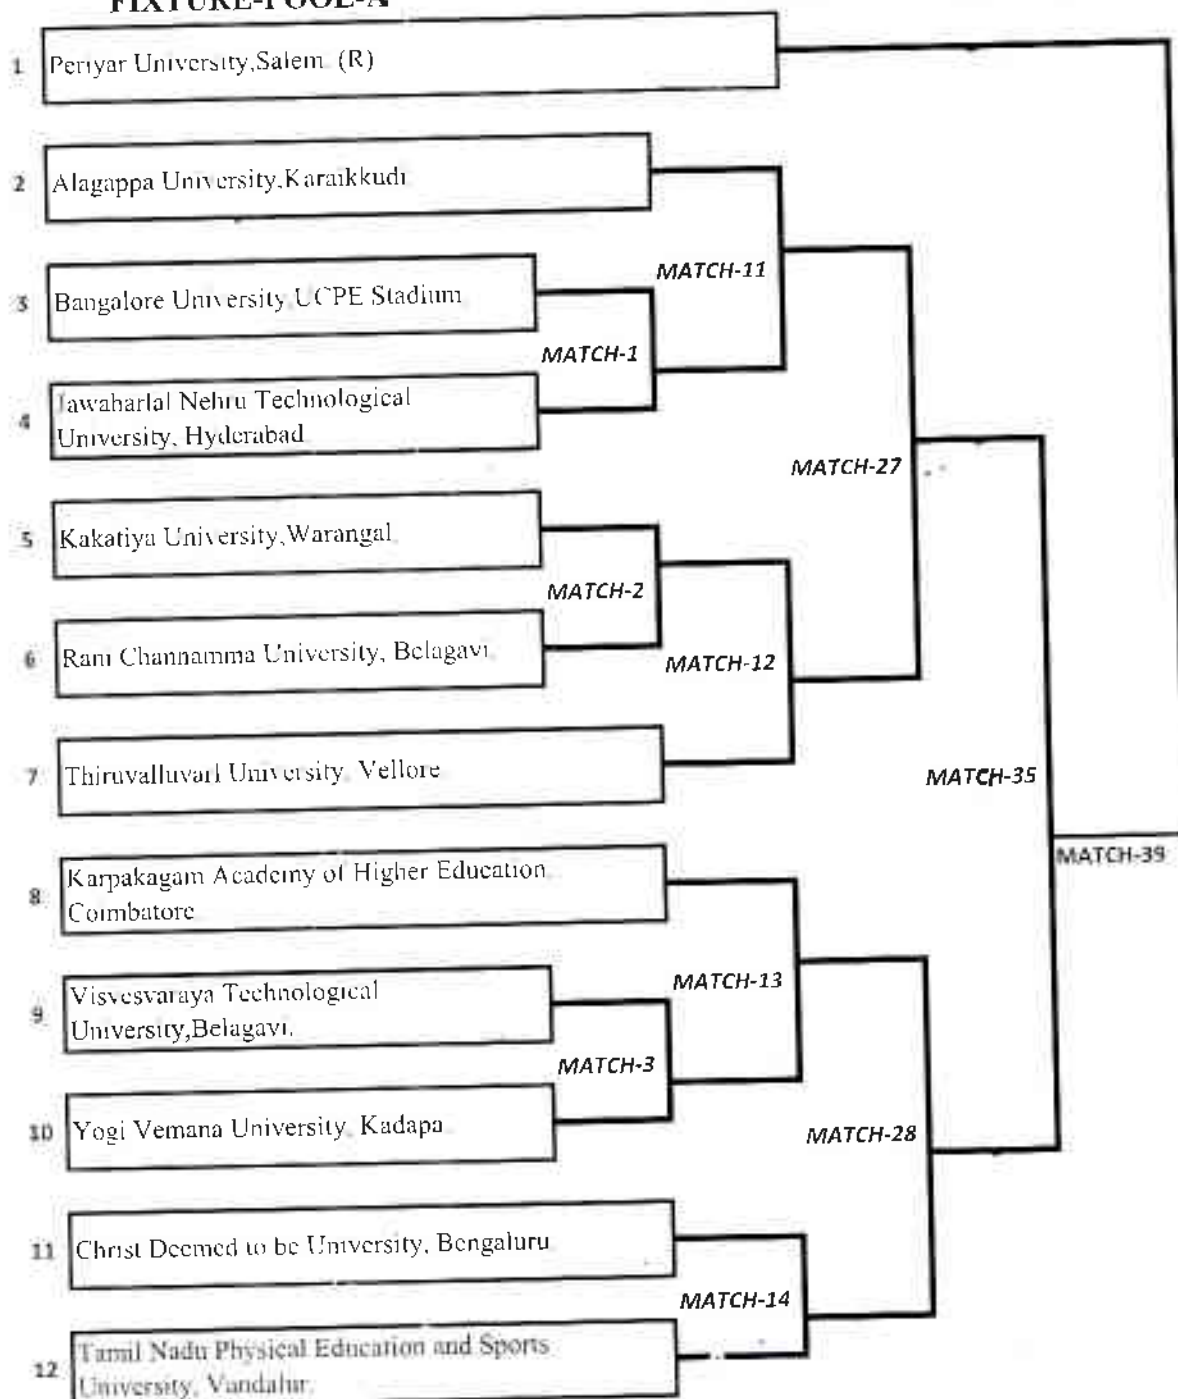 FIXTURE-POOL-A
1 Periyar University,Salem (R)
2 Alagappa University,Karaikkudi
MATCH-11
3 Bangalore University,UCPE Stadium
MATCH-1
4 Jawaharlal Nehru Technological
University, Hyderabad
MATCH-27
5 Kakatiya University,Warangal
MATCH-2
6 Rani Channamma University, Belagavi
MATCH-12
7 Thiruvalluvarl University, Vellore
MATCH-35
MATCH-39
8 Karpakagam Academy of Higher Education
Coimbatore
MATCH-13
9 Visvesvaraya Technological
University,Belagavi.
MATCH-3
10 Yogi Vemana University, Kadapa
MATCH-28
11 Christ Deemed to be University, Bengaluru
MATCH-14
12 Tamil Nadu Physical Education and Sports
University, Vandalur.